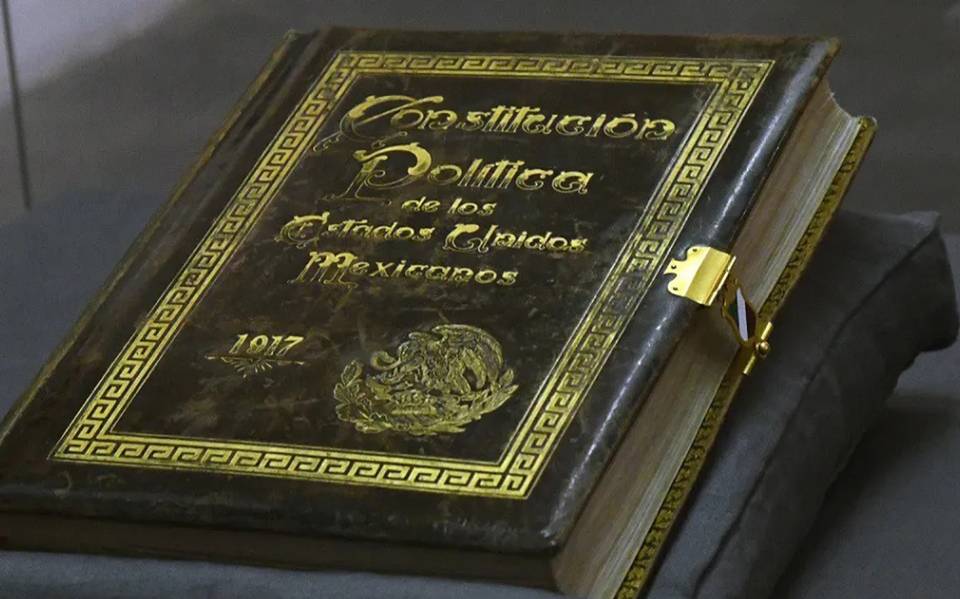 Constitución
Política
de los
Estados Unidos
Mexicanos
1917